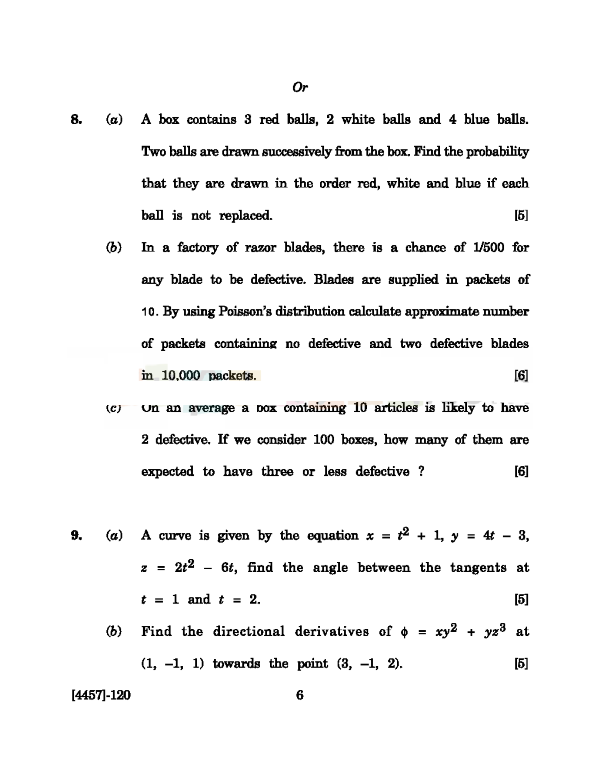 Or
8. (a) A box contains 3 red balls, 2 white balls and 4 blue balls.
Two balls are drawn successively from the box. Find the probability
that they are drawn in the order red, white and blue if each
ball is not replaced. [5]
(b) In a factory of razor blades, there is a chance of 1/500 for
any blade to be defective. Blades are supplied in packets of
10. By using Poisson's distribution calculate approximate number
of packets containing no defective and two defective blades
in 10,000 packets. [6]
(c) On an average a box containing 10 articles is likely to have
2 defective. If we consider 100 boxes, how many of them are
expected to have three or less defective ? [6]
9. (a) A curve is given by the equation x = t² + 1, y = 4t – 3,
z = 2t² – 6t, find the angle between the tangents at
t = 1 and t = 2. [5]
(b) Find the directional derivatives of ϕ = xy² + yz³ at
(1, –1, 1) towards the point (3, –1, 2). [5]
[4457]-120 6